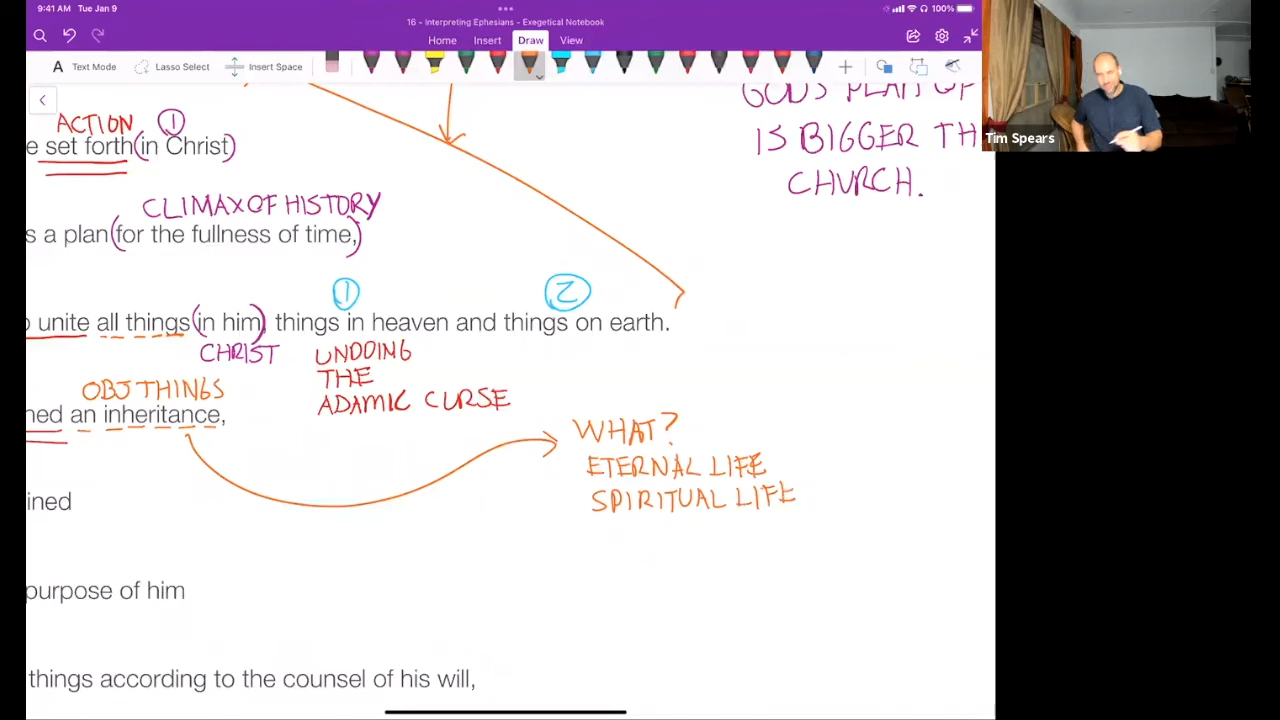 9:41 AM Tue Jan 9
100%
16 - Interpreting Ephesians - Exegetical Notebook
Home Insert Draw View
A Text Mode Lasso Select Insert Space
GOD'S PLAN OF
ACTION 1
e set forth (in Christ)
IS BIGGER TH
Tim Spears
CHURCH.
CLIMAX OF HISTORY
s a plan (for the fullness of time,)
1 2
o unite all things (in him), things in heaven and things on earth.
CHRIST UNDOING
THE
OBJ THINGS
ADAMIC CURSE
ned an inheritance,
WHAT?
ETERNAL LIFE
SPIRITUAL LIFE
ined
purpose of him
things according to the counsel of his will,